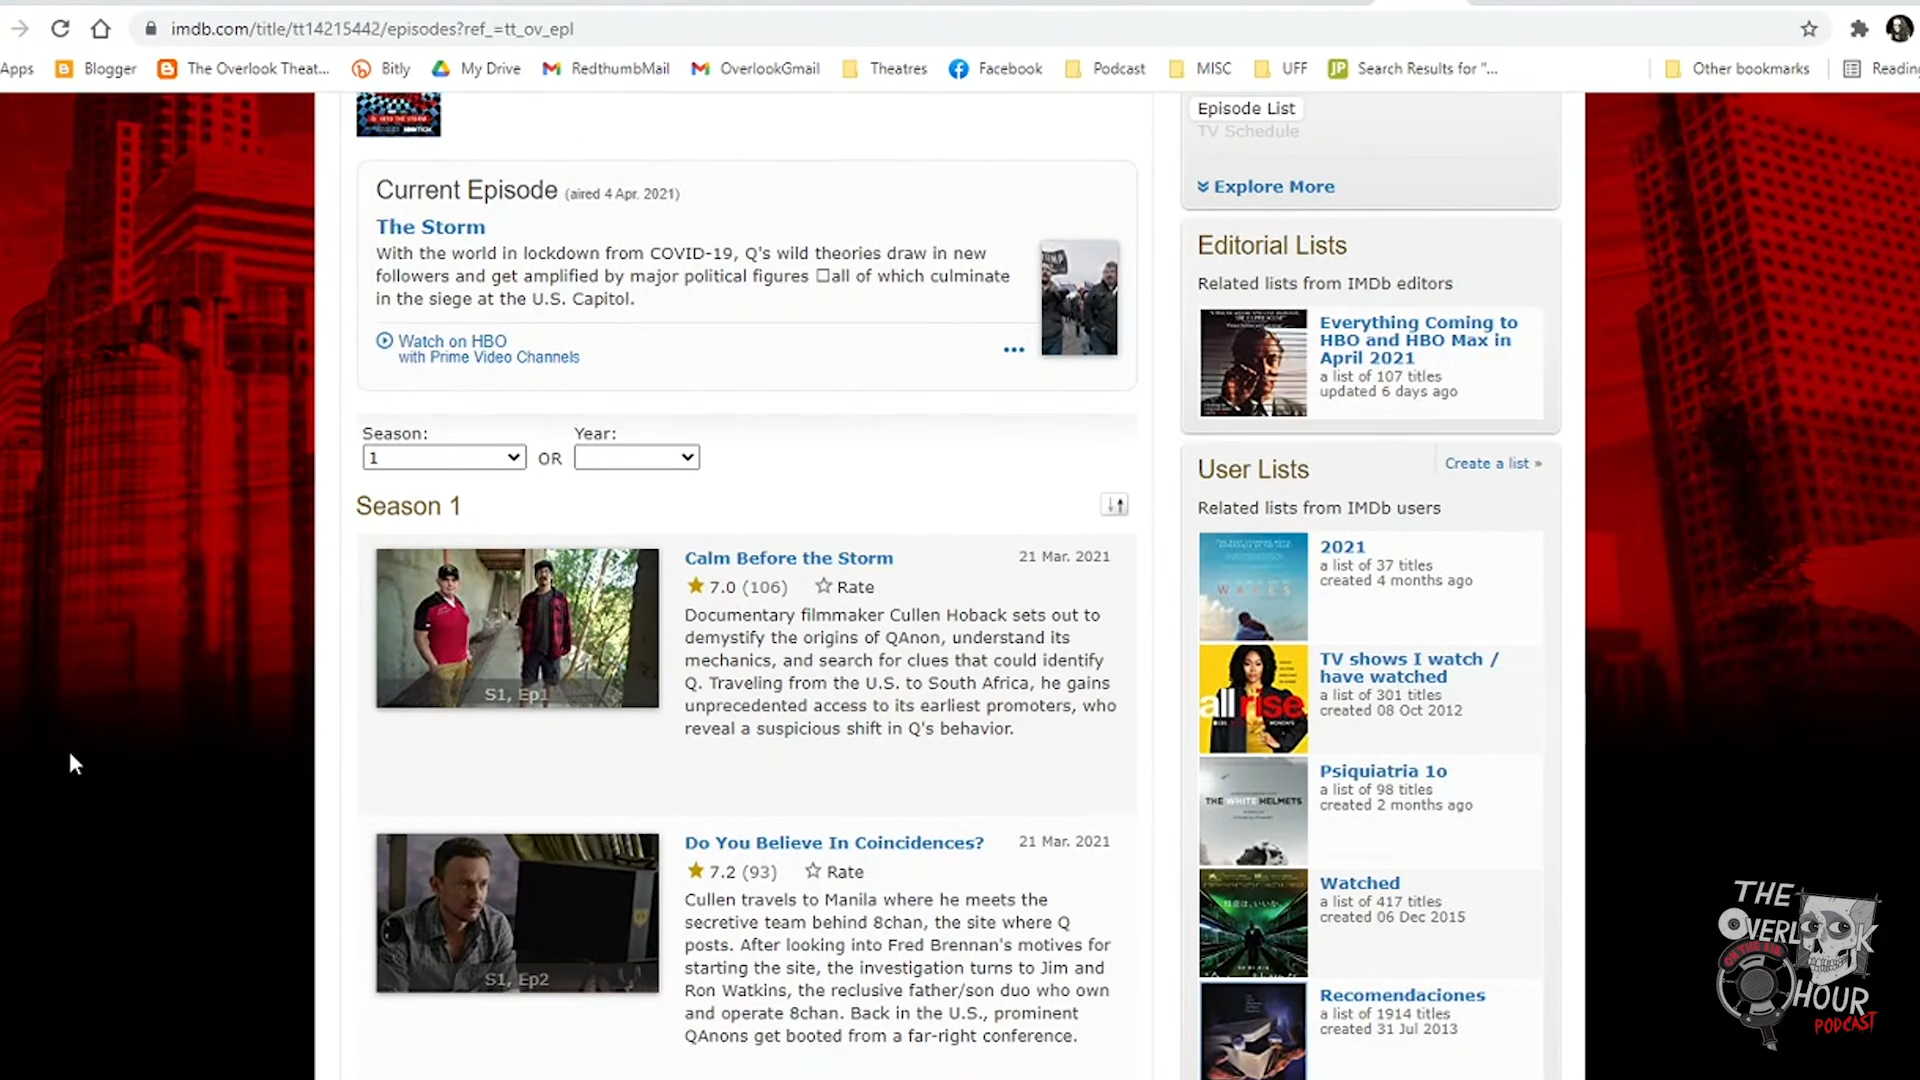 imdb.com/title/tt14215442/episodes?ref_=tt_ov_epl
Apps Blogger The Overlook Theat... Bitly My Drive RedthumbMail OverlookGmail Theatres Facebook Podcast MISC UFF Search Results for "... Other bookmarks Reading
INTO THE STORM
HBOMAX
Current Episode (aired 4 Apr. 2021)
The Storm
With the world in lockdown from COVID-19, Q's wild theories draw in new
followers and get amplified by major political figures □all of which culminate
in the siege at the U.S. Capitol.
Watch on HBO
with Prime Video Channels
Season: Year:
1 OR
Season 1
Calm Before the Storm 21 Mar. 2021
7.0 (106) Rate
Documentary filmmaker Cullen Hoback sets out to
demystify the origins of QAnon, understand its
mechanics, and search for clues that could identify
Q. Traveling from the U.S. to South Africa, he gains
unprecedented access to its earliest promoters, who
reveal a suspicious shift in Q's behavior.
S1, Ep1
Do You Believe In Coincidences? 21 Mar. 2021
7.2 (93) Rate
Cullen travels to Manila where he meets the
secretive team behind 8chan, the site where Q
posts. After looking into Fred Brennan's motives for
starting the site, the investigation turns to Jim and
Ron Watkins, the reclusive father/son duo who own
and operate 8chan. Back in the U.S., prominent
QAnons get booted from a far-right conference.
S1, Ep2
Episode List
TV Schedule
Explore More
Editorial Lists
Related lists from IMDb editors
Everything Coming to
HBO and HBO Max in
April 2021
a list of 107 titles
updated 6 days ago
User Lists Create a list »
Related lists from IMDb users
WAVES
2021
a list of 37 titles
created 4 months ago
all rise
TV shows I watch /
have watched
a list of 301 titles
created 08 Oct 2012
THE WHITE HELMETS
Psiquiatria 1o
a list of 98 titles
created 2 months ago
Watched
a list of 417 titles
created 06 Dec 2015
Recomendaciones
a list of 1914 titles
created 31 Jul 2013
THE
OVERLOOK
ON THE AIR
HOUR
PODCAST